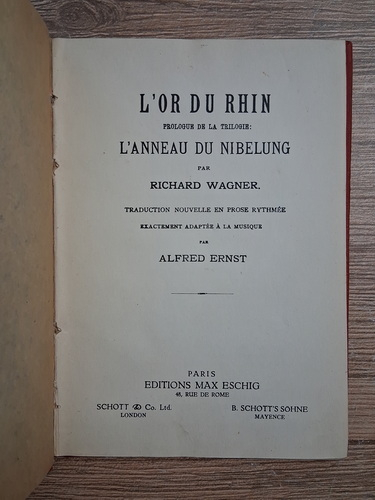 L'OR DU RHIN
PROLOGUE DE LA TRILOGIE:
L'ANNEAU DU NIBELUNG
PAR
RICHARD WAGNER.
TRADUCTION NOUVELLE EN PROSE RYTHMÉE
EXACTEMENT ADAPTÉE À LA MUSIQUE
PAR
ALFRED ERNST
PARIS
EDITIONS MAX ESCHIG
48, RUE DE ROME
SCHOTT & Co. Ltd.
LONDON
B. SCHOTT'S SÖHNE
MAYENCE